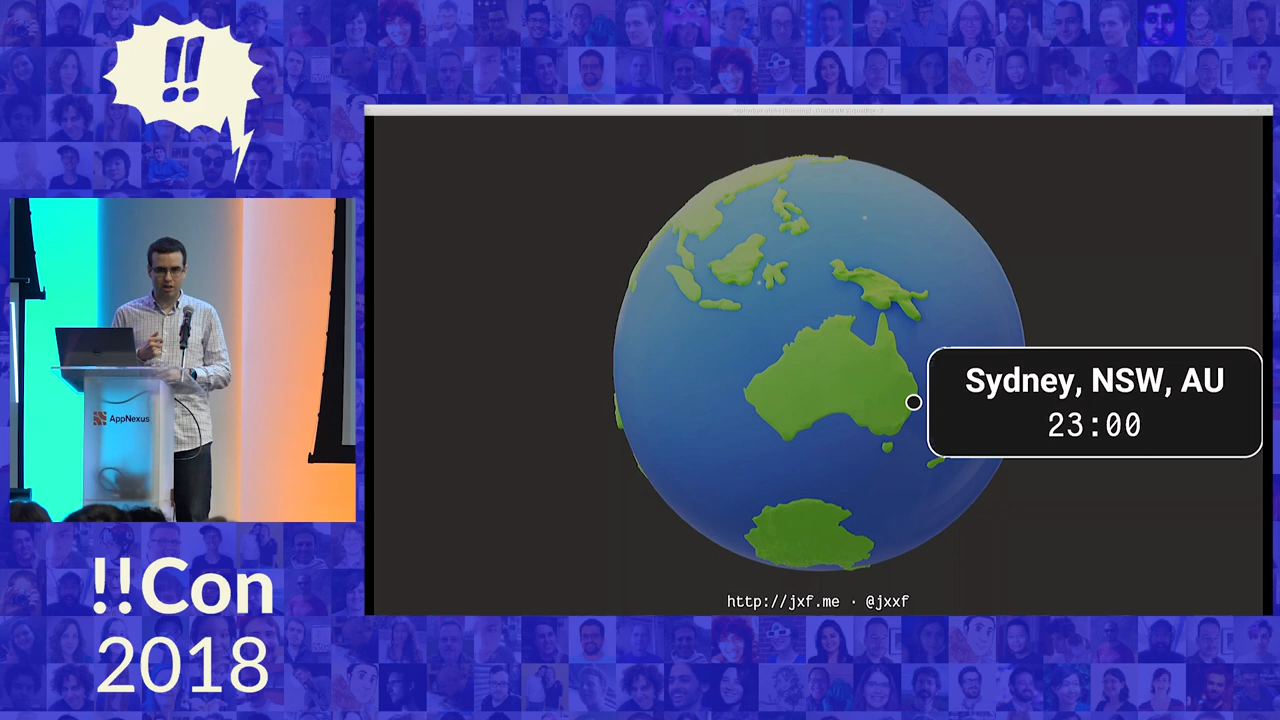 !!
AppNexus
!!Con
2018
Sydney, NSW, AU
23:00
http://jxf.me · @jxxf